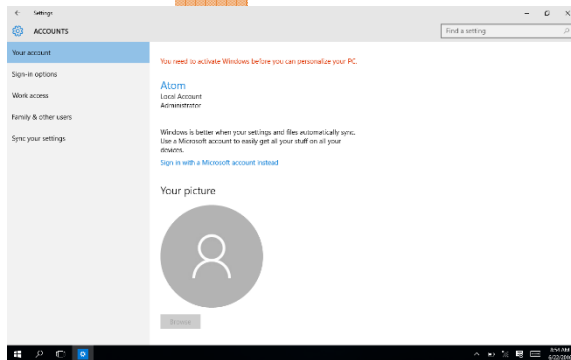 Settings
ACCOUNTS
Find a setting
Your account
Sign-in options
Work access
Family & other users
Sync your settings
You need to activate Windows before you can personalize your PC.
Atom
Local Account
Administrator
Windows is better when your settings and files automatically sync.
Use a Microsoft account to easily get all your stuff on all your
devices.
Sign in with a Microsoft account instead
Your picture
Browse
8:54 AM